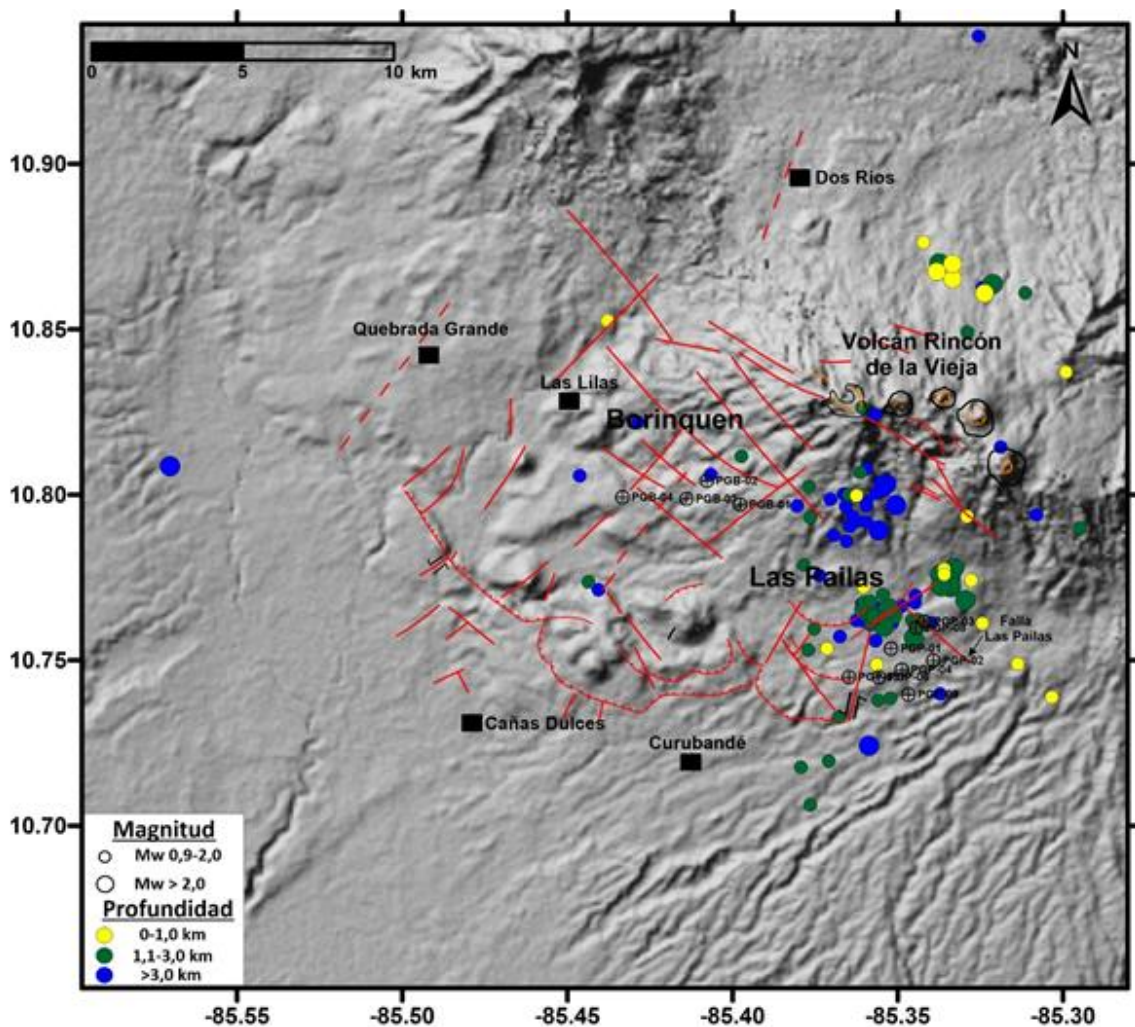 0 5 10 km
N
10.90
Dos Rios
10.85
Quebrada Grande
Volcán Rincón
de la Vieja
Las Lilas
Borinquen
10.80
PGB-02
PGB-04
PGB-03
PGB-01
Las Pailas
PGP-03
Falla
Las Pailas
PGP-01
PGP-02
PGP-04
10.75
Cañas Dulces
Curubandé
10.70
Magnitud
Mw 0,9-2,0
Mw > 2,0
Profundidad
0-1,0 km
1,1-3,0 km
>3,0 km
-85.55 -85.50 -85.45 -85.40 -85.35 -85.30